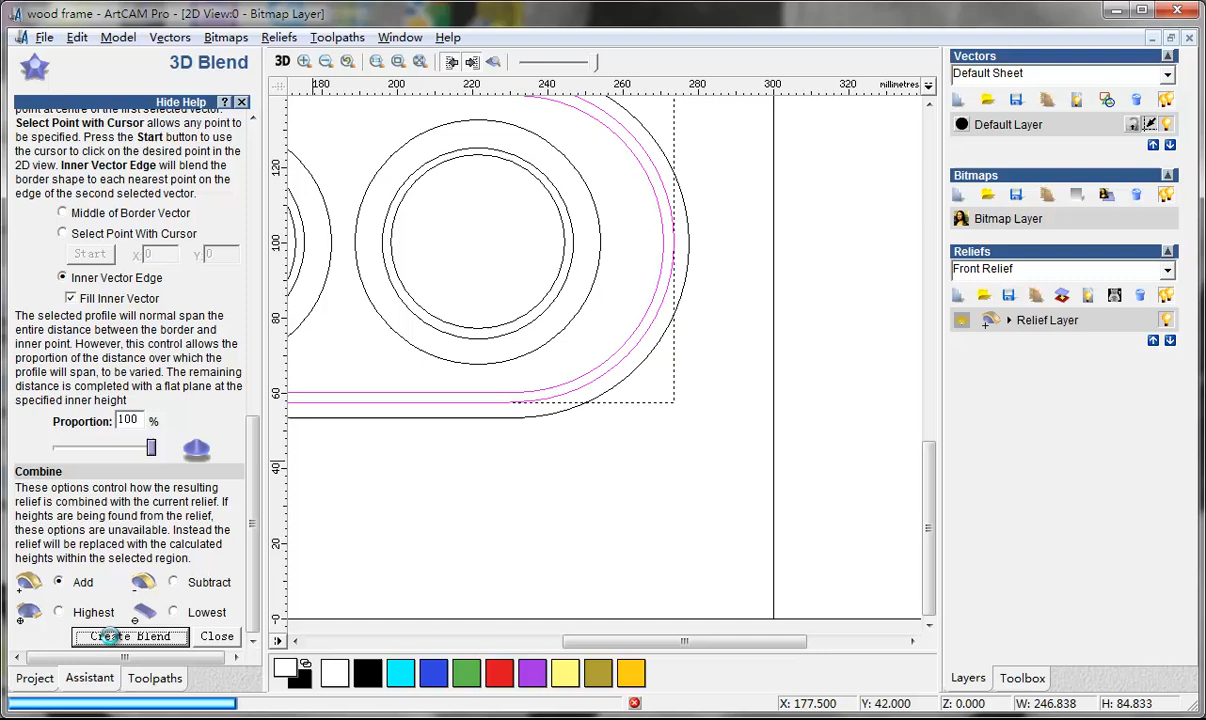 wood frame - ArtCAM Pro - [2D View:0 - Bitmap Layer]
File Edit Model Vectors Bitmaps Reliefs Toolpaths Window Help
3D Blend
3D
Hide Help ? 
180 200 220 240 260 280 300 320 millimetres
point at centre of the first selected vector.
Select Point with Cursor allows any point to
be specified. Press the Start button to use
the cursor to click on the desired point in the
2D view. Inner Vector Edge will blend the
border shape to each nearest point on the
edge of the second selected vector.
Middle of Border Vector
Select Point With Cursor
Start X: 0 Y: 0
Inner Vector Edge
Fill Inner Vector
The selected profile will normal span the
entire distance between the border and
inner point. However, this control allows the
proportion of the distance over which the
profile will span, to be varied. The remaining
distance is completed with a flat plane at the
specified inner height
Proportion: 100 %
Combine
These options control how the resulting
relief is combined with the current relief. If
heights are being found from the relief,
these options are unavailable. Instead the
relief will be replaced with the calculated
heights within the selected region.
Add Subtract
Highest Lowest
Create Blend Close
Project Assistant Toolpaths
120
100
80
60
40
20
0
Vectors
Default Sheet
Default Layer
Bitmaps
Bitmap Layer
Reliefs
Front Relief
Relief Layer
Layers Toolbox
X: 177.500 Y: 42.000 Z: 0.000 W: 246.838 H: 84.833